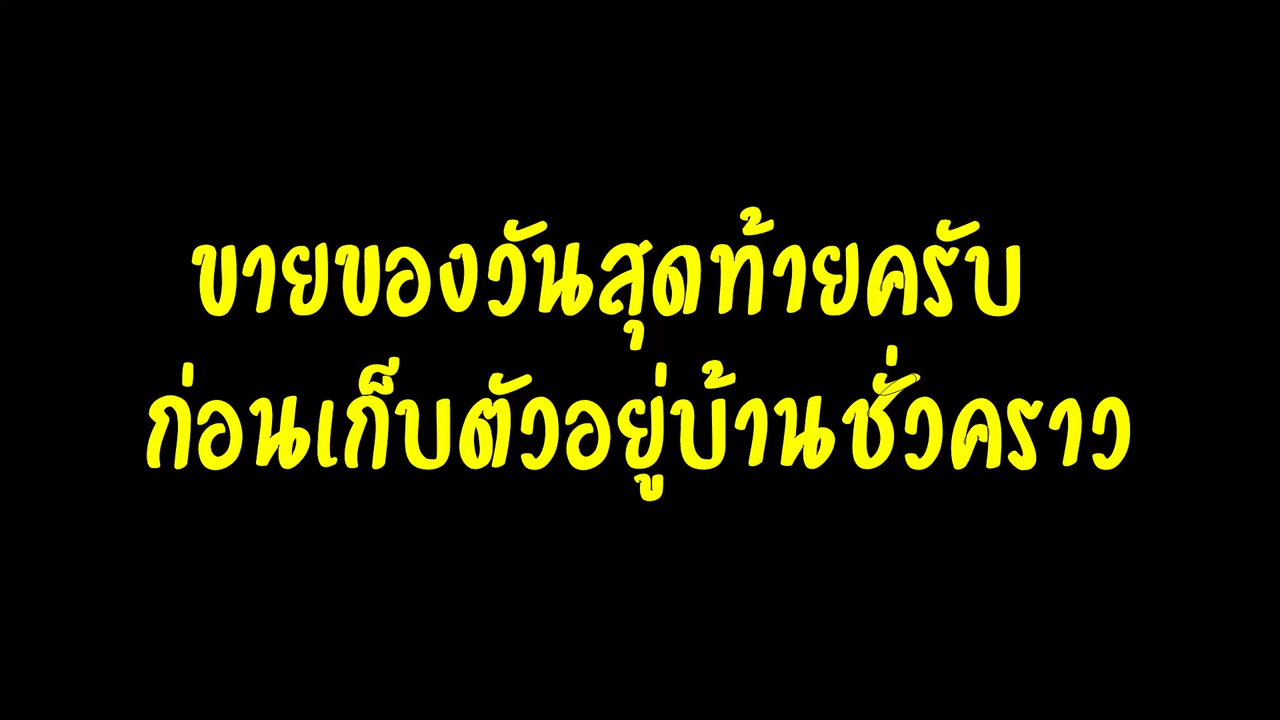 ขายของวันสุดท้ายครับ
ก่อนเก็บตัวอยู่บ้านชั่วคราว